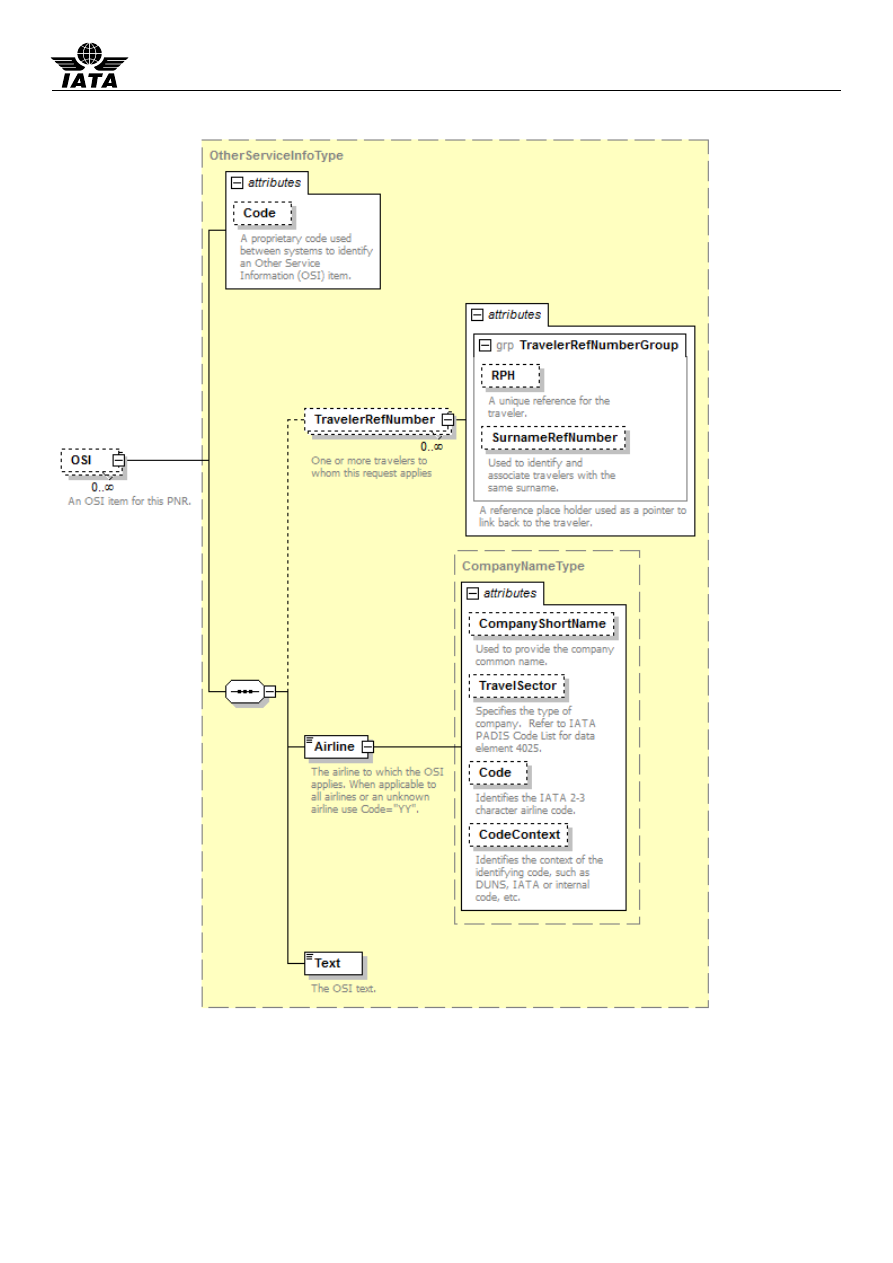 IATA
OtherServiceInfoType
attributes
Code
A proprietary code used
between systems to identify
an Other Service
Information (OSI) item.
attributes
grp TravelerRefNumberGroup
RPH
A unique reference for the
traveler.
SurnameRefNumber
Used to identify and
associate travelers with the
same surname.
A reference place holder used as a pointer to
link back to the traveler.
TravelerRefNumber
0..∞
One or more travelers to
whom this request applies
OSI
0..∞
An OSI item for this PNR.
CompanyNameType
attributes
CompanyShortName
Used to provide the company
common name.
TravelSector
Specifies the type of
company. Refer to IATA
PADIS Code List for data
element 4025.
Airline
The airline to which the OSI
applies. When applicable to
all airlines or an unknown
airline use Code="YY".
Code
Identifies the IATA 2-3
character airline code.
CodeContext
Identifies the context of the
identifying code, such as
DUNS, IATA or internal
code, etc.
Text
The OSI text.